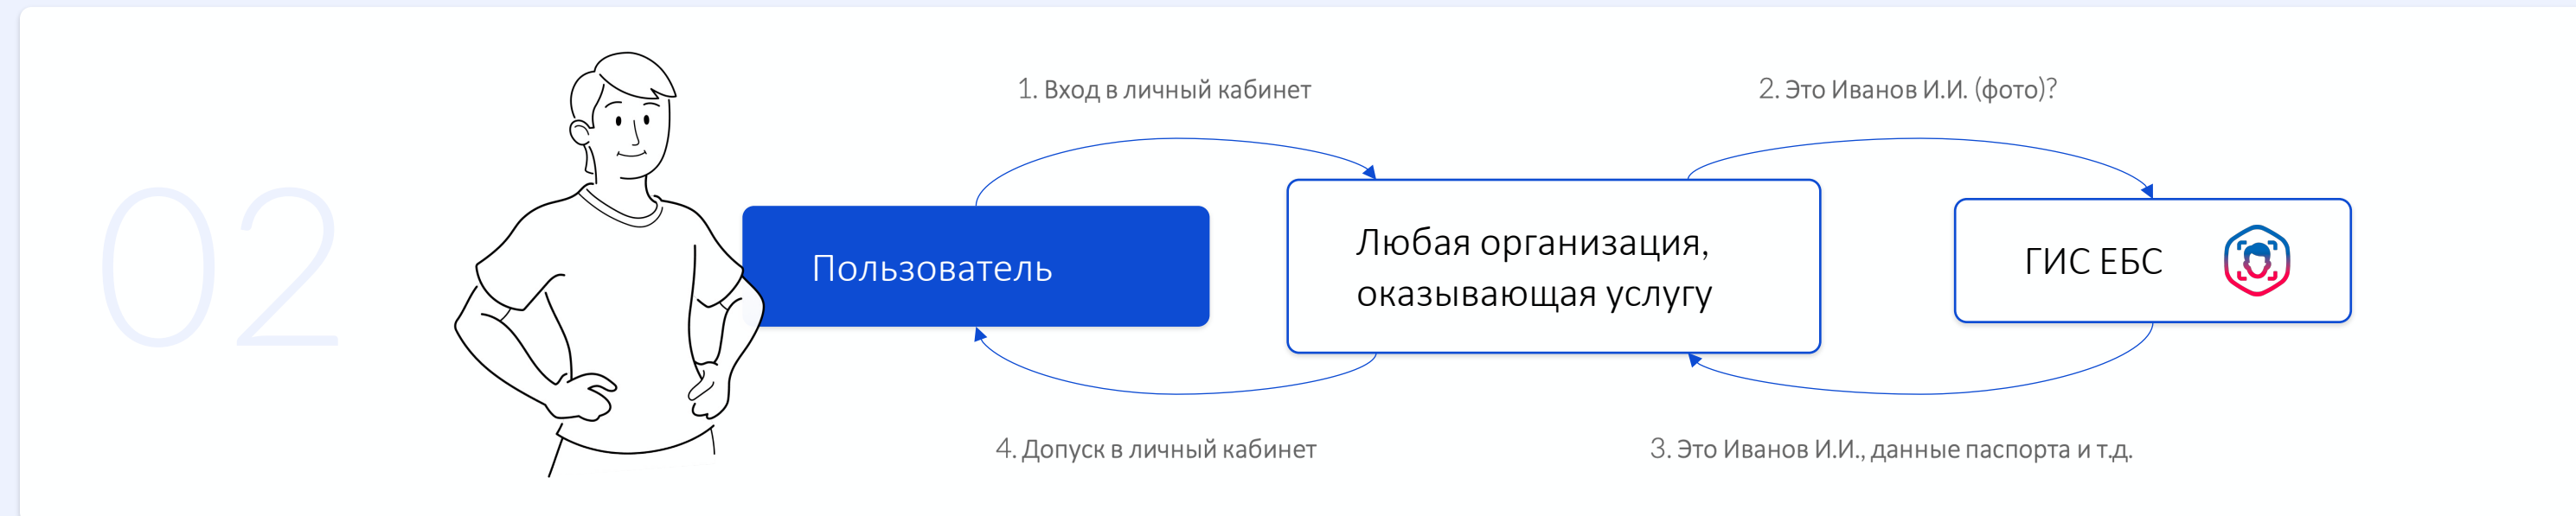 02
1. Вход в личный кабинет
2. Это Иванов И.И. (фото)?
Пользователь
Любая организация,
оказывающая услугу
ГИС ЕБС
4. Допуск в личный кабинет
3. Это Иванов И.И., данные паспорта и т.д.